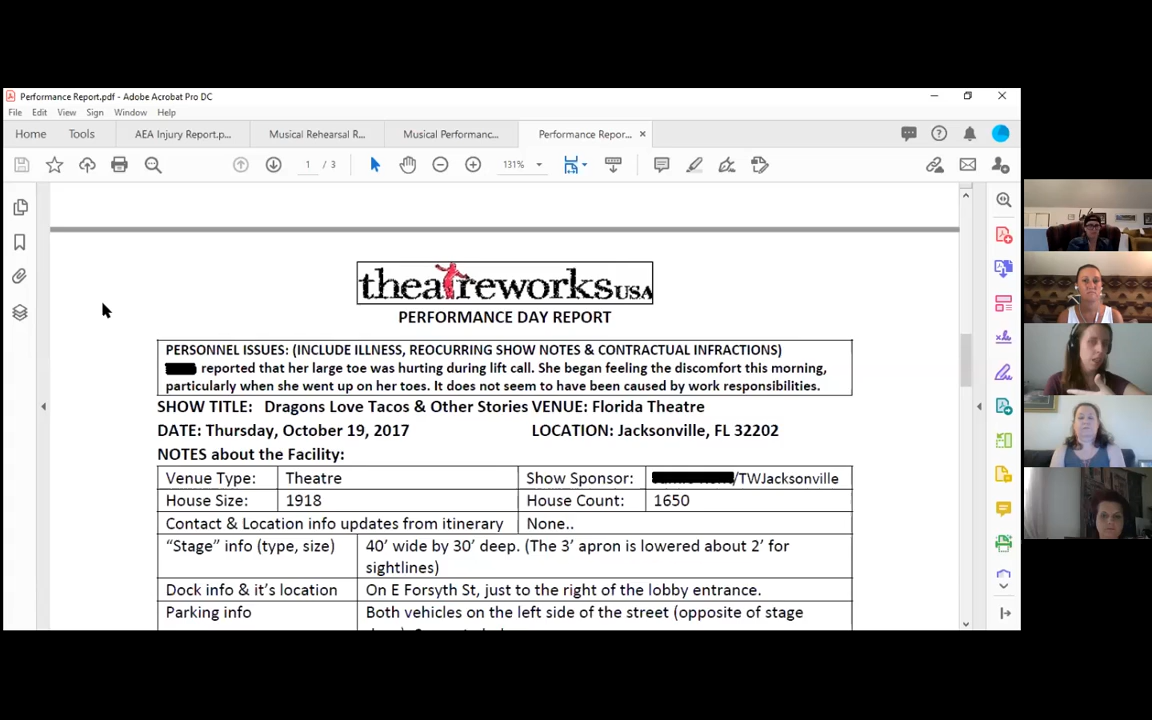 Performance Report.pdf - Adobe Acrobat Pro DC
File Edit View Sign Window Help
Home Tools AEA Injury Report.p... Musical Rehearsal R... Musical Performanc... Performance Repor... ×
1 / 3 131%
theatreworksUSA
PERFORMANCE DAY REPORT
PERSONNEL ISSUES: (INCLUDE ILLNESS, REOCURRING SHOW NOTES & CONTRACTUAL INFRACTIONS)
reported that her large toe was hurting during lift call. She began feeling the discomfort this morning,
particularly when she went up on her toes. It does not seem to have been caused by work responsibilities.
SHOW TITLE: Dragons Love Tacos & Other Stories VENUE: Florida Theatre
DATE: Thursday, October 19, 2017 LOCATION: Jacksonville, FL 32202
NOTES about the Facility:
Venue Type: Theatre Show Sponsor: /TWJacksonville
House Size: 1918 House Count: 1650
Contact & Location info updates from itinerary None..
“Stage” info (type, size) 40’ wide by 30’ deep. (The 3’ apron is lowered about 2’ for
sightlines)
Dock info & it’s location On E Forsyth St, just to the right of the lobby entrance.
Parking info Both vehicles on the left side of the street (opposite of stage